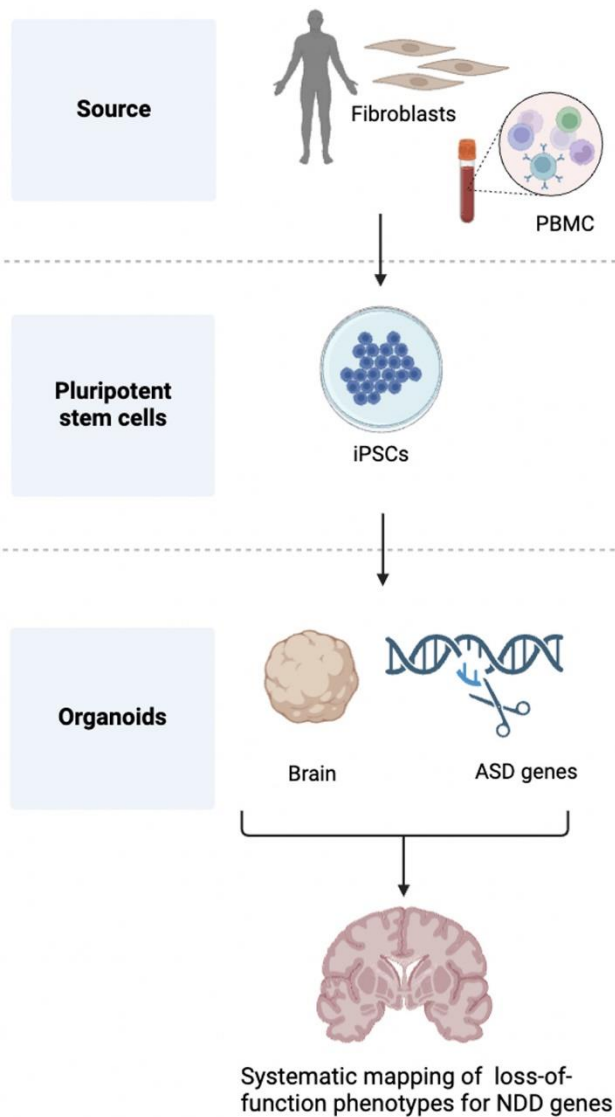 Source
Fibroblasts
PBMC
Pluripotent
stem cells
iPSCs
Organoids
Brain
ASD genes
Systematic mapping of loss-of-
function phenotypes for NDD genes